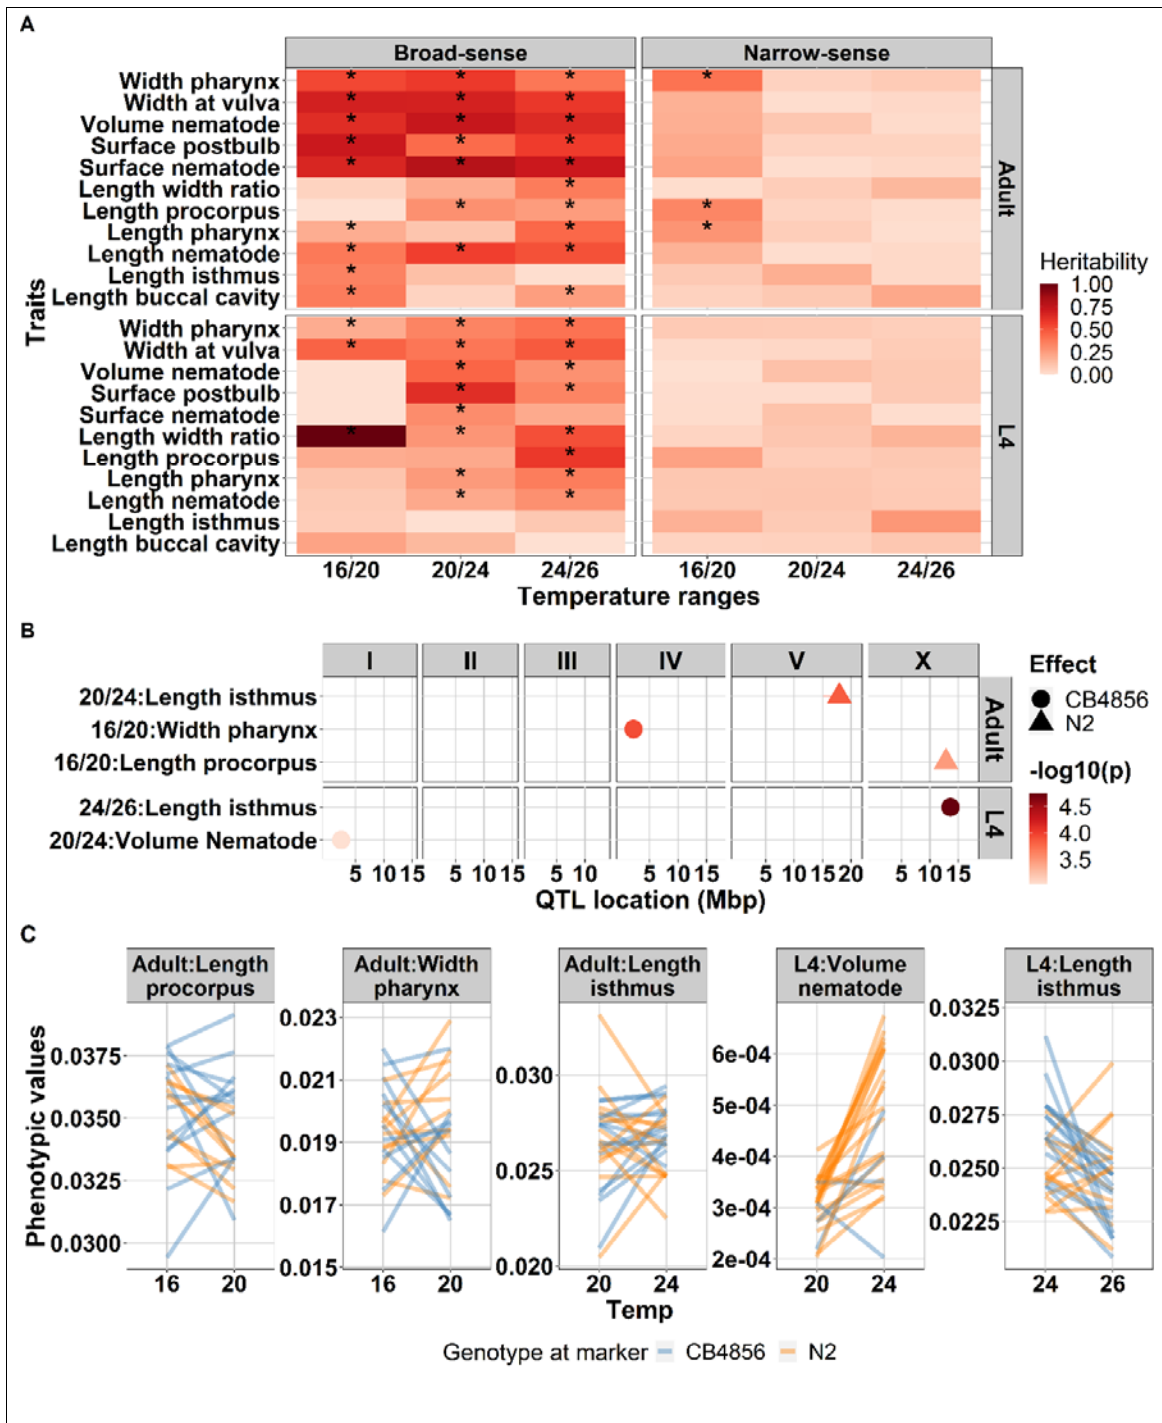 A
Broad-sense Narrow-sense
Width pharynx * * * *
Width at vulva * * *
Volume nematode * * *
Surface postbulb * * *
Surface nematode * * *
Length width ratio *
Length procorpus * * *
Length pharynx * * *
Length nematode * * *
Length isthmus *
Length buccal cavity * *
Adult
Width pharynx * * *
Width at vulva * * *
Volume nematode * *
Surface postbulb * *
Surface nematode *
Length width ratio * * *
Length procorpus *
Length pharynx * *
Length nematode * *
Length isthmus
Length buccal cavity
L4
Traits
16/20 20/24 24/26 16/20 20/24 24/26
Temperature ranges
Heritability
1.00
0.75
0.50
0.25
0.00
B
I II III IV V X
20/24:Length isthmus
16/20:Width pharynx
16/20:Length procorpus
Adult
24/26:Length isthmus
20/24:Volume Nematode
L4
5 10 15 5 10 15 5 10 5 10 15 5 10 15 20 5 10 15
QTL location (Mbp)
Effect
CB4856
N2
-log10(p)
4.5
4.0
3.5
C
Adult:Length
procorpus
Adult:Width
pharynx
Adult:Length
isthmus
L4:Volume
nematode
L4:Length
isthmus
Phenotypic values
0.0375
0.0350
0.0325
0.0300
16 20
0.023
0.021
0.019
0.017
0.015
16 20
0.030
0.025
0.020
20 24
6e-04
5e-04
4e-04
3e-04
2e-04
20 24
0.0325
0.0300
0.0275
0.0250
0.0225
24 26
Temp
Genotype at marker CB4856 N2